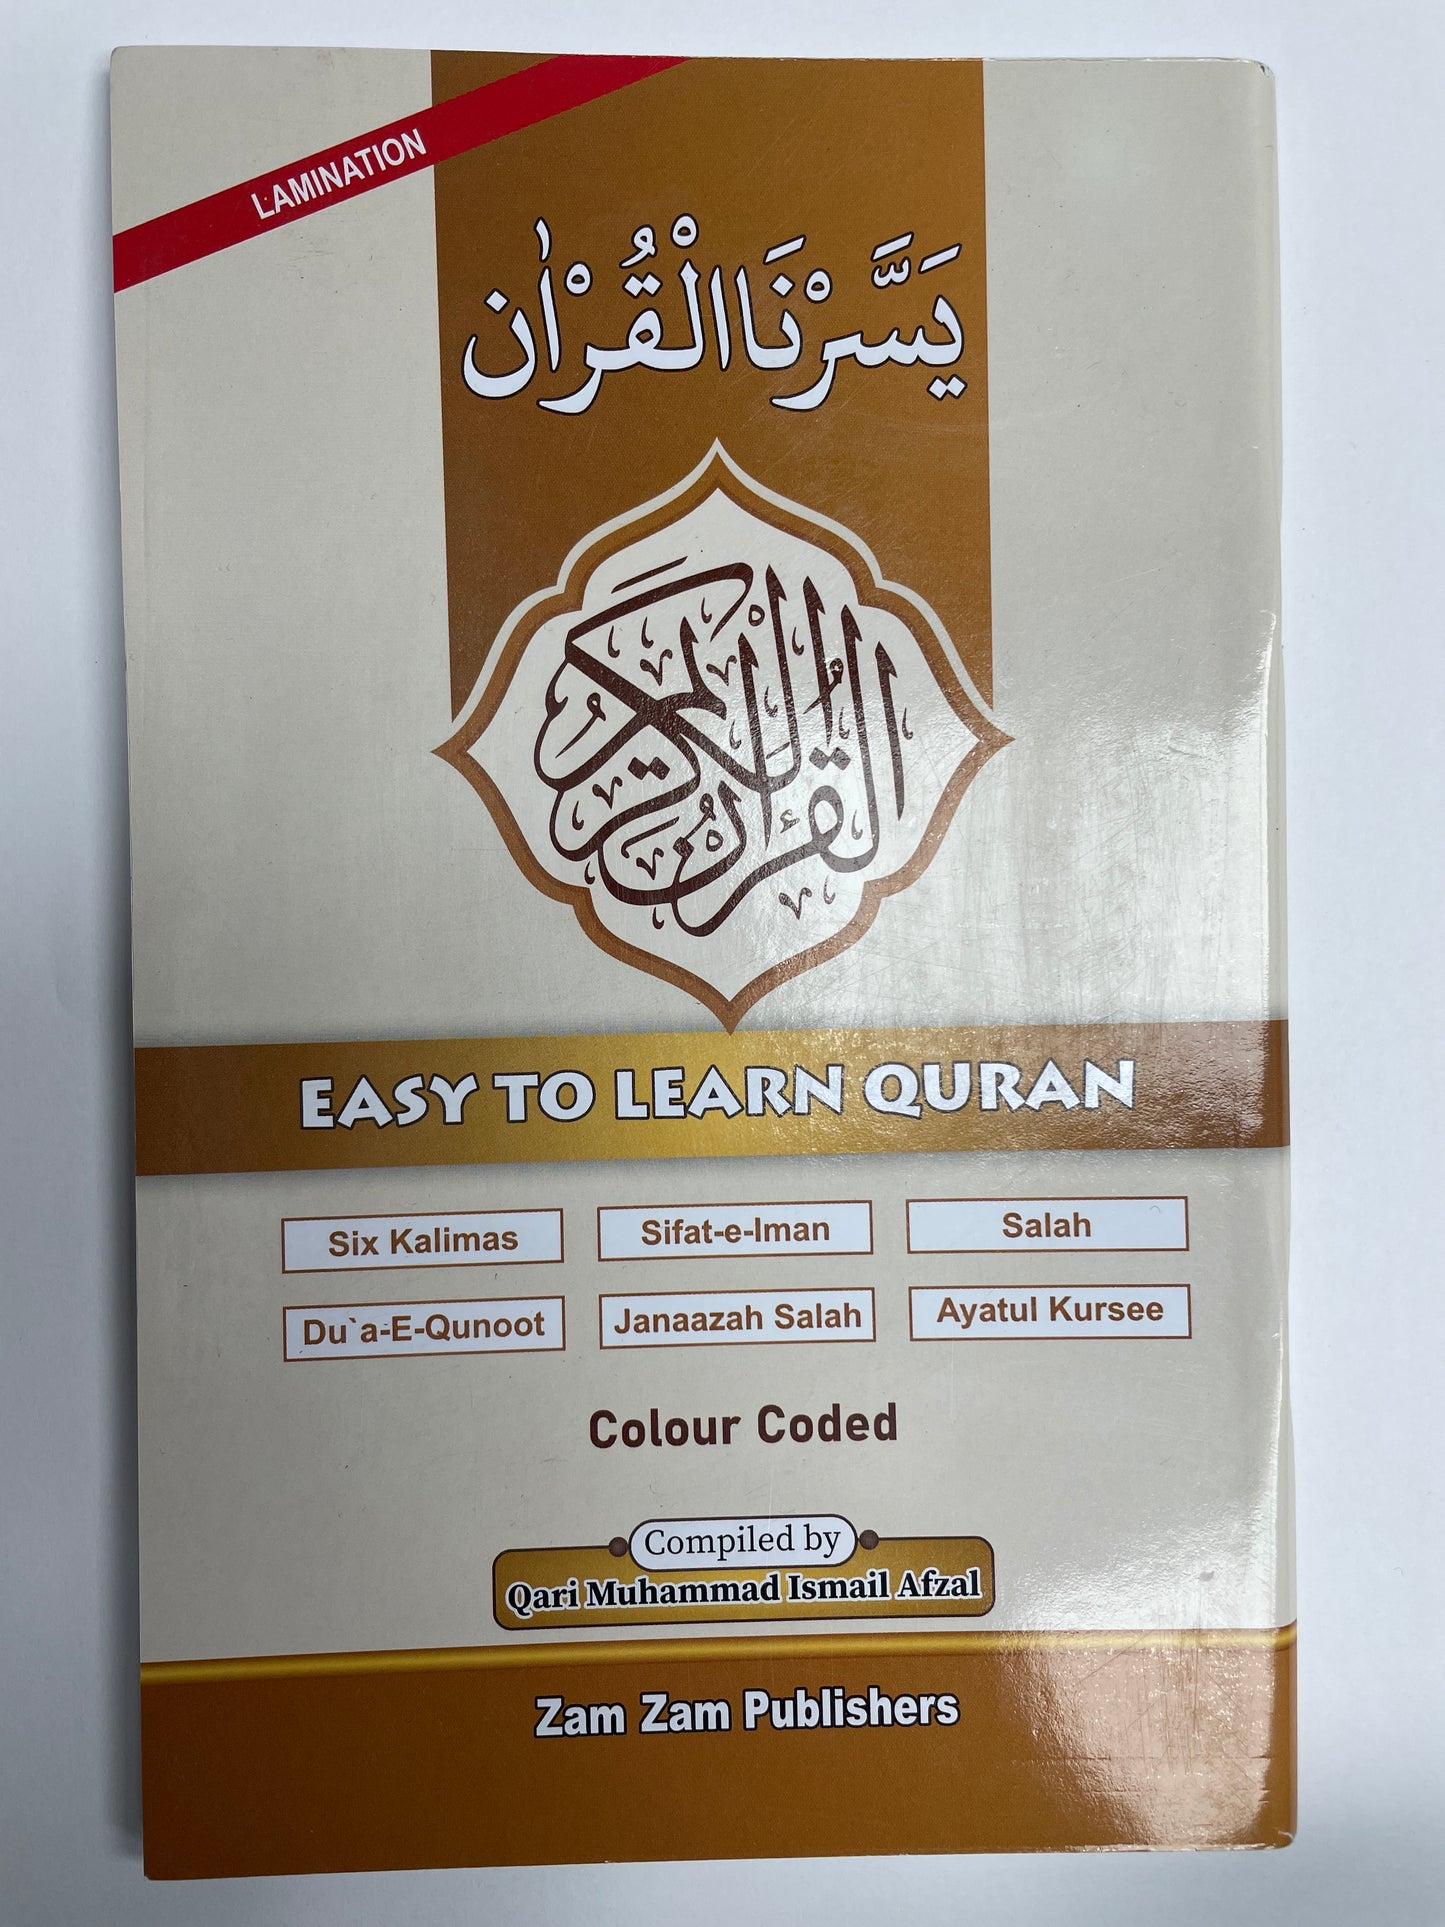 LAMINATION
يَسَّرْنَا الْقُرْاٰن
القرآن الكريم
EASY TO LEARN QURAN
Six Kalimas
Sifat-e-Iman
Salah
Du`a-E-Qunoot
Janaazah Salah
Ayatul Kursee
Colour Coded
Compiled by
Qari Muhammad Ismail Afzal
Zam Zam Publishers